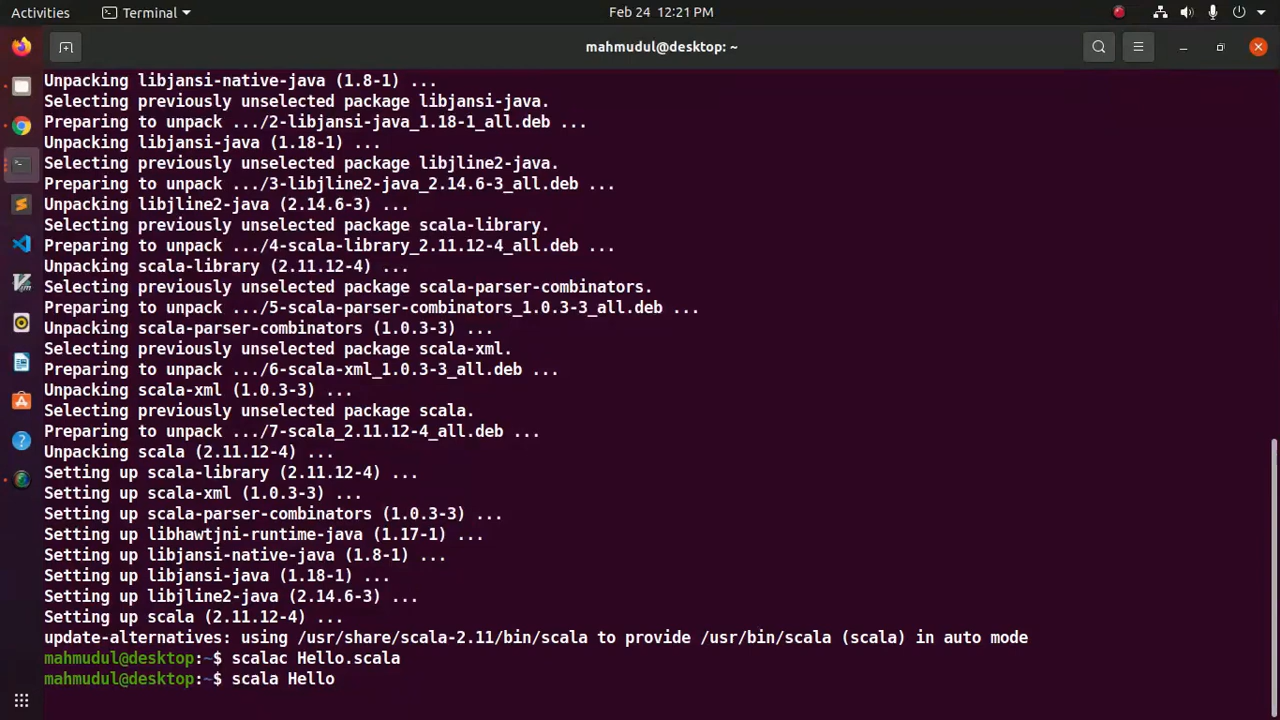 Activities
Terminal
Feb 24 12:21 PM
mahmudul@desktop: ~
Unpacking libjansi-native-java (1.8-1) ...
Selecting previously unselected package libjansi-java.
Preparing to unpack .../2-libjansi-java_1.18-1_all.deb ...
Unpacking libjansi-java (1.18-1) ...
Selecting previously unselected package libjline2-java.
Preparing to unpack .../3-libjline2-java_2.14.6-3_all.deb ...
Unpacking libjline2-java (2.14.6-3) ...
Selecting previously unselected package scala-library.
Preparing to unpack .../4-scala-library_2.11.12-4_all.deb ...
Unpacking scala-library (2.11.12-4) ...
Selecting previously unselected package scala-parser-combinators.
Preparing to unpack .../5-scala-parser-combinators_1.0.3-3_all.deb ...
Unpacking scala-parser-combinators (1.0.3-3) ...
Selecting previously unselected package scala-xml.
Preparing to unpack .../6-scala-xml_1.0.3-3_all.deb ...
Unpacking scala-xml (1.0.3-3) ...
Selecting previously unselected package scala.
Preparing to unpack .../7-scala_2.11.12-4_all.deb ...
Unpacking scala (2.11.12-4) ...
Setting up scala-library (2.11.12-4) ...
Setting up scala-xml (1.0.3-3) ...
Setting up scala-parser-combinators (1.0.3-3) ...
Setting up libhawtjni-runtime-java (1.17-1) ...
Setting up libjansi-native-java (1.8-1) ...
Setting up libjansi-java (1.18-1) ...
Setting up libjline2-java (2.14.6-3) ...
Setting up scala (2.11.12-4) ...
update-alternatives: using /usr/share/scala-2.11/bin/scala to provide /usr/bin/scala (scala) in auto mode
mahmudul@desktop:~$ scalac Hello.scala
mahmudul@desktop:~$ scala Hello